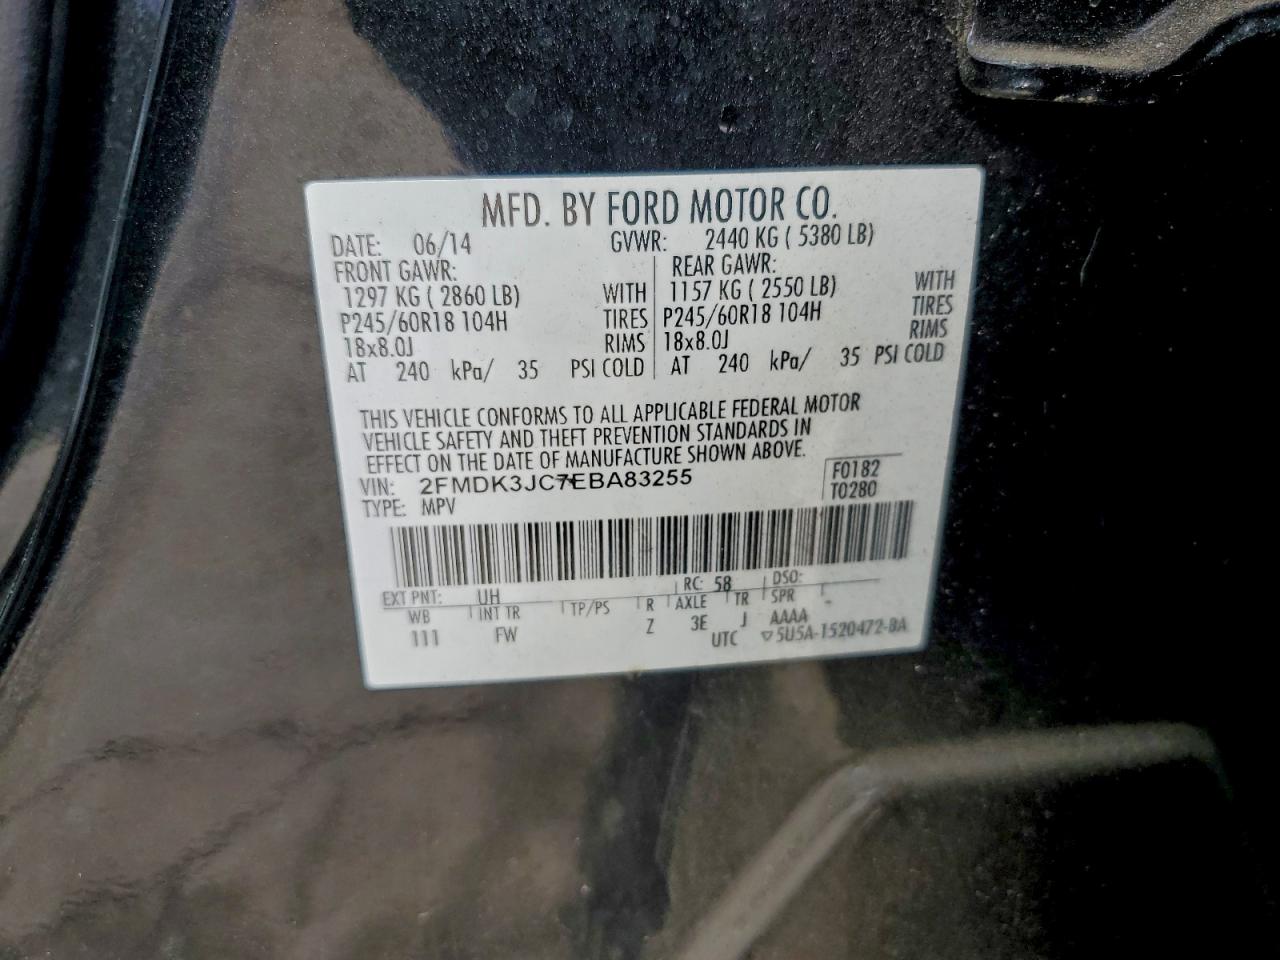 MFD. BY FORD MOTOR CO.
DATE: 06/14 GVWR: 2440 KG ( 5380 LB)
FRONT GAWR: REAR GAWR:
1297 KG ( 2860 LB) WITH 1157 KG ( 2550 LB) WITH
P245/60R18 104H TIRES P245/60R18 104H TIRES
18x8.0J RIMS 18x8.0J RIMS
AT 240 kPa/ 35 PSI COLD AT 240 kPa/ 35 PSI COLD
THIS VEHICLE CONFORMS TO ALL APPLICABLE FEDERAL MOTOR
VEHICLE SAFETY AND THEFT PREVENTION STANDARDS IN
EFFECT ON THE DATE OF MANUFACTURE SHOWN ABOVE.
VIN: 2FMDK3JC7EBA83255 F0182
TYPE: MPV T0280
EXT PNT: UH RC: 58 DSO:
WB INT TR TP/PS R AXLE TR SPR
111 FW Z 3E J AAAA -
UTC ▽5U5A-1520472-BA